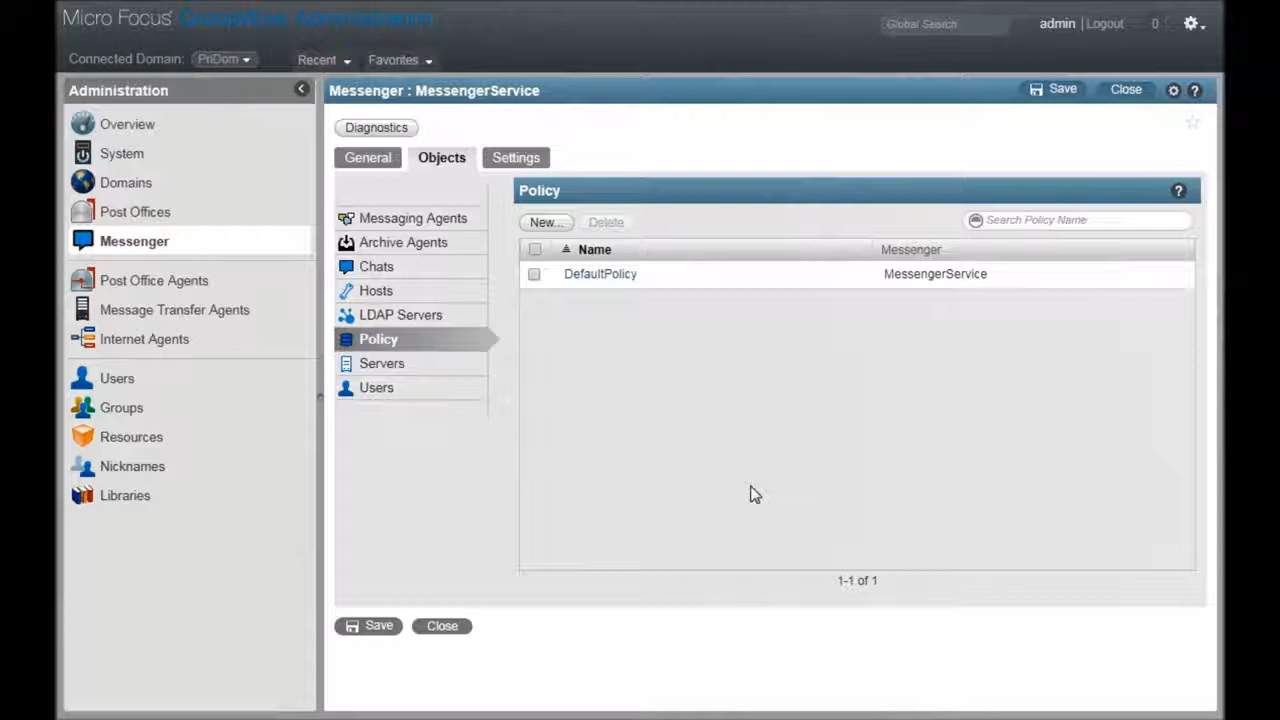 Micro Focus GroupWise Administration
Global Search
admin | Logout 0
Connected Domain: PriDom Recent Favorites
Administration
Overview
System
Domains
Post Offices
Messenger
Post Office Agents
Message Transfer Agents
Internet Agents
Users
Groups
Resources
Nicknames
Libraries
Messenger : MessengerService
Save Close
Diagnostics
General Objects Settings
Messaging Agents
Archive Agents
Chats
Hosts
LDAP Servers
Policy
Servers
Users
Policy
New... Delete Search Policy Name
Name Messenger
DefaultPolicy MessengerService
1-1 of 1
Save Close